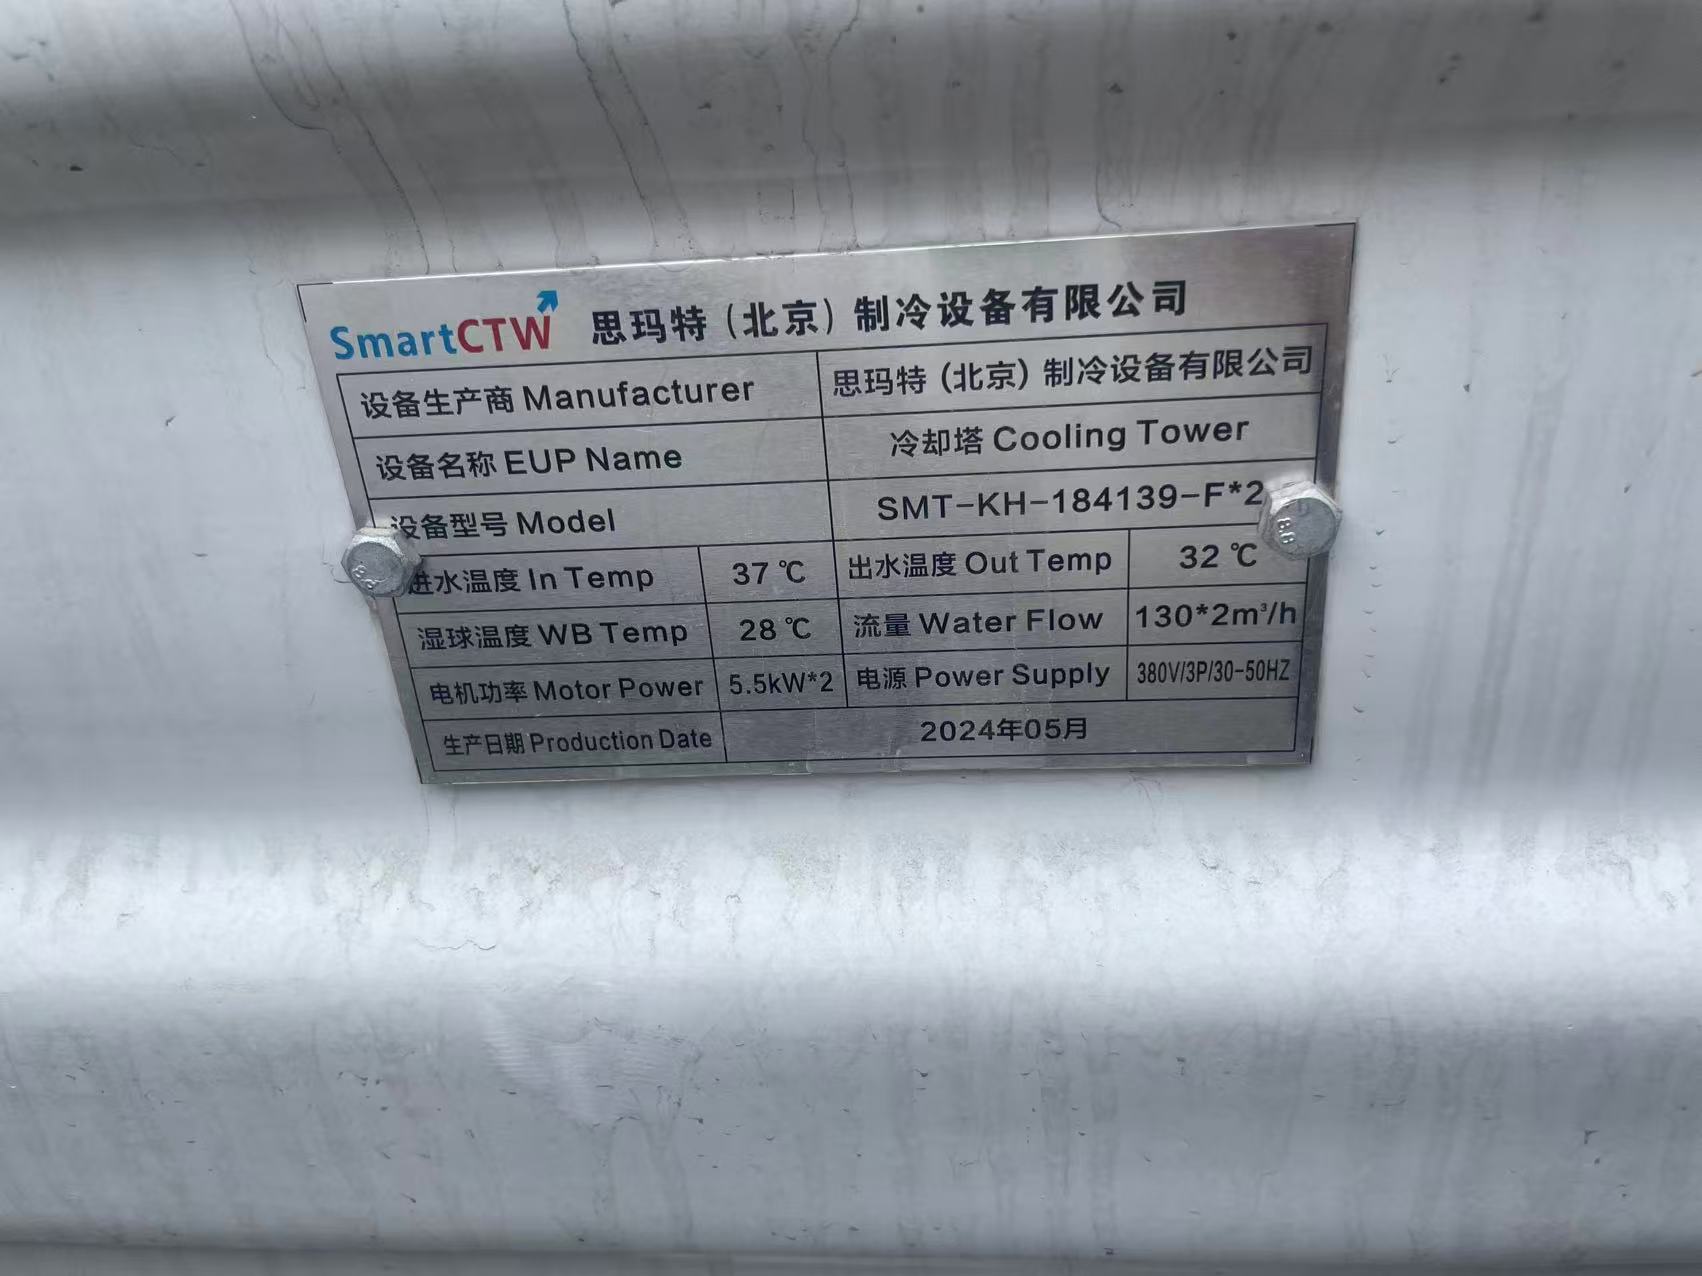 SmartCTW 思玛特（北京）制冷设备有限公司
设备生产商 Manufacturer 思玛特（北京）制冷设备有限公司
设备名称 EUP Name 冷却塔 Cooling Tower
设备型号 Model SMT-KH-184139-F*2
进水温度 In Temp 37 ℃ 出水温度 Out Temp 32 ℃
湿球温度 WB Temp 28 ℃ 流量 Water Flow 130*2m³/h
电机功率 Motor Power 5.5kW*2 电源 Power Supply 380V/3P/30-50HZ
生产日期 Production Date 2024年05月
8.8